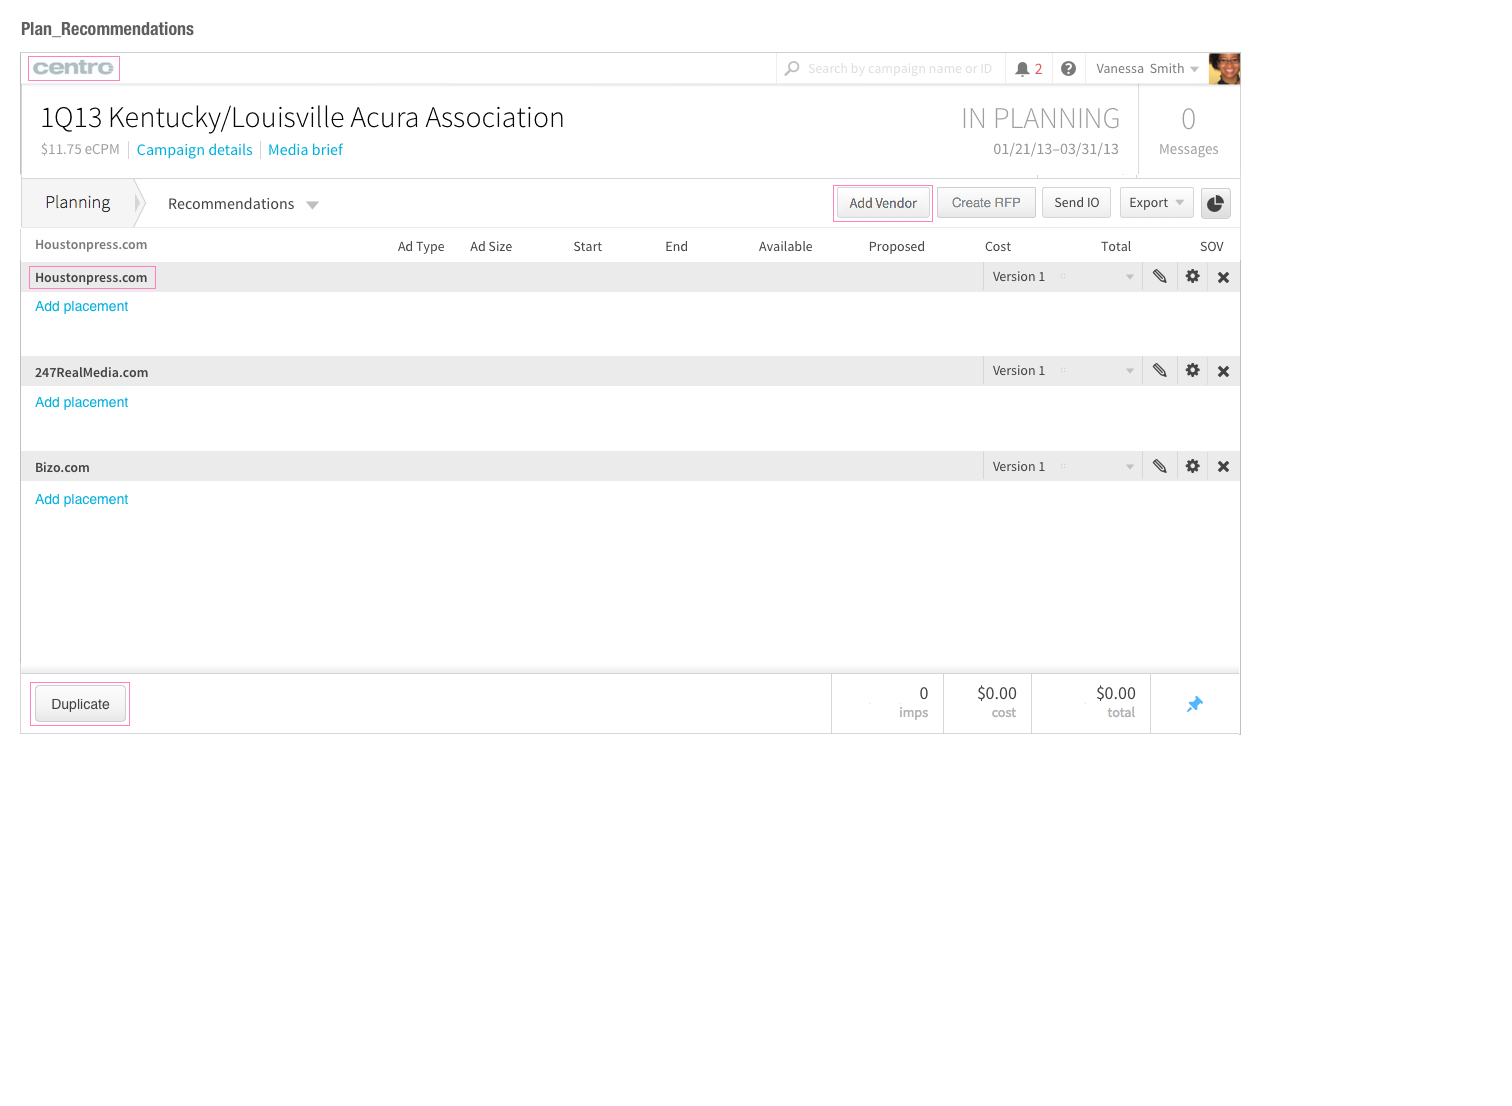 Plan_Recommendations
centro
Search by campaign name or ID
2
?
Vanessa Smith
1Q13 Kentucky/Louisville Acura Association
IN PLANNING
0
$11.75 eCPM
Campaign details
Media brief
01/21/13–03/31/13
Messages
Planning
Recommendations
Add Vendor
Create RFP
Send IO
Export
Houstonpress.com
Ad Type
Ad Size
Start
End
Available
Proposed
Cost
Total
SOV
Houstonpress.com
Version 1
Add placement
247RealMedia.com
Version 1
Add placement
Bizo.com
Version 1
Add placement
Duplicate
0
imps
$0.00
cost
$0.00
total